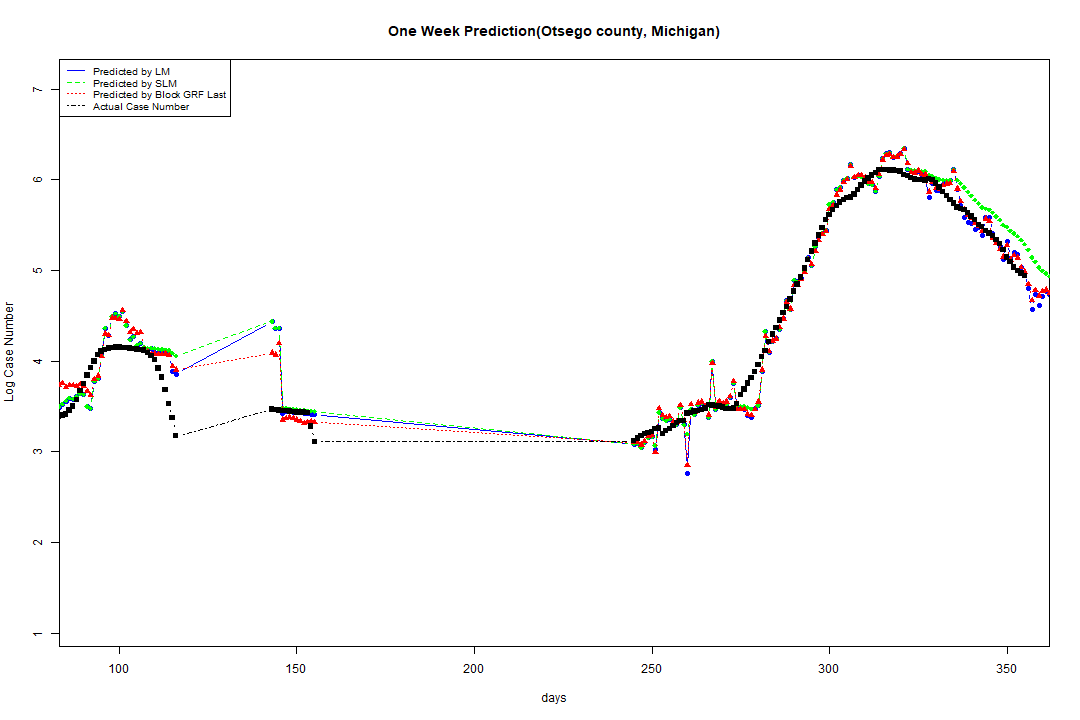 One Week Prediction(Otsego county, Michigan)
Predicted by LM
Predicted by SLM
Predicted by Block GRF Last
Actual Case Number
Log Case Number
7
6
5
4
3
2
1
100 150 200 250 300 350
days